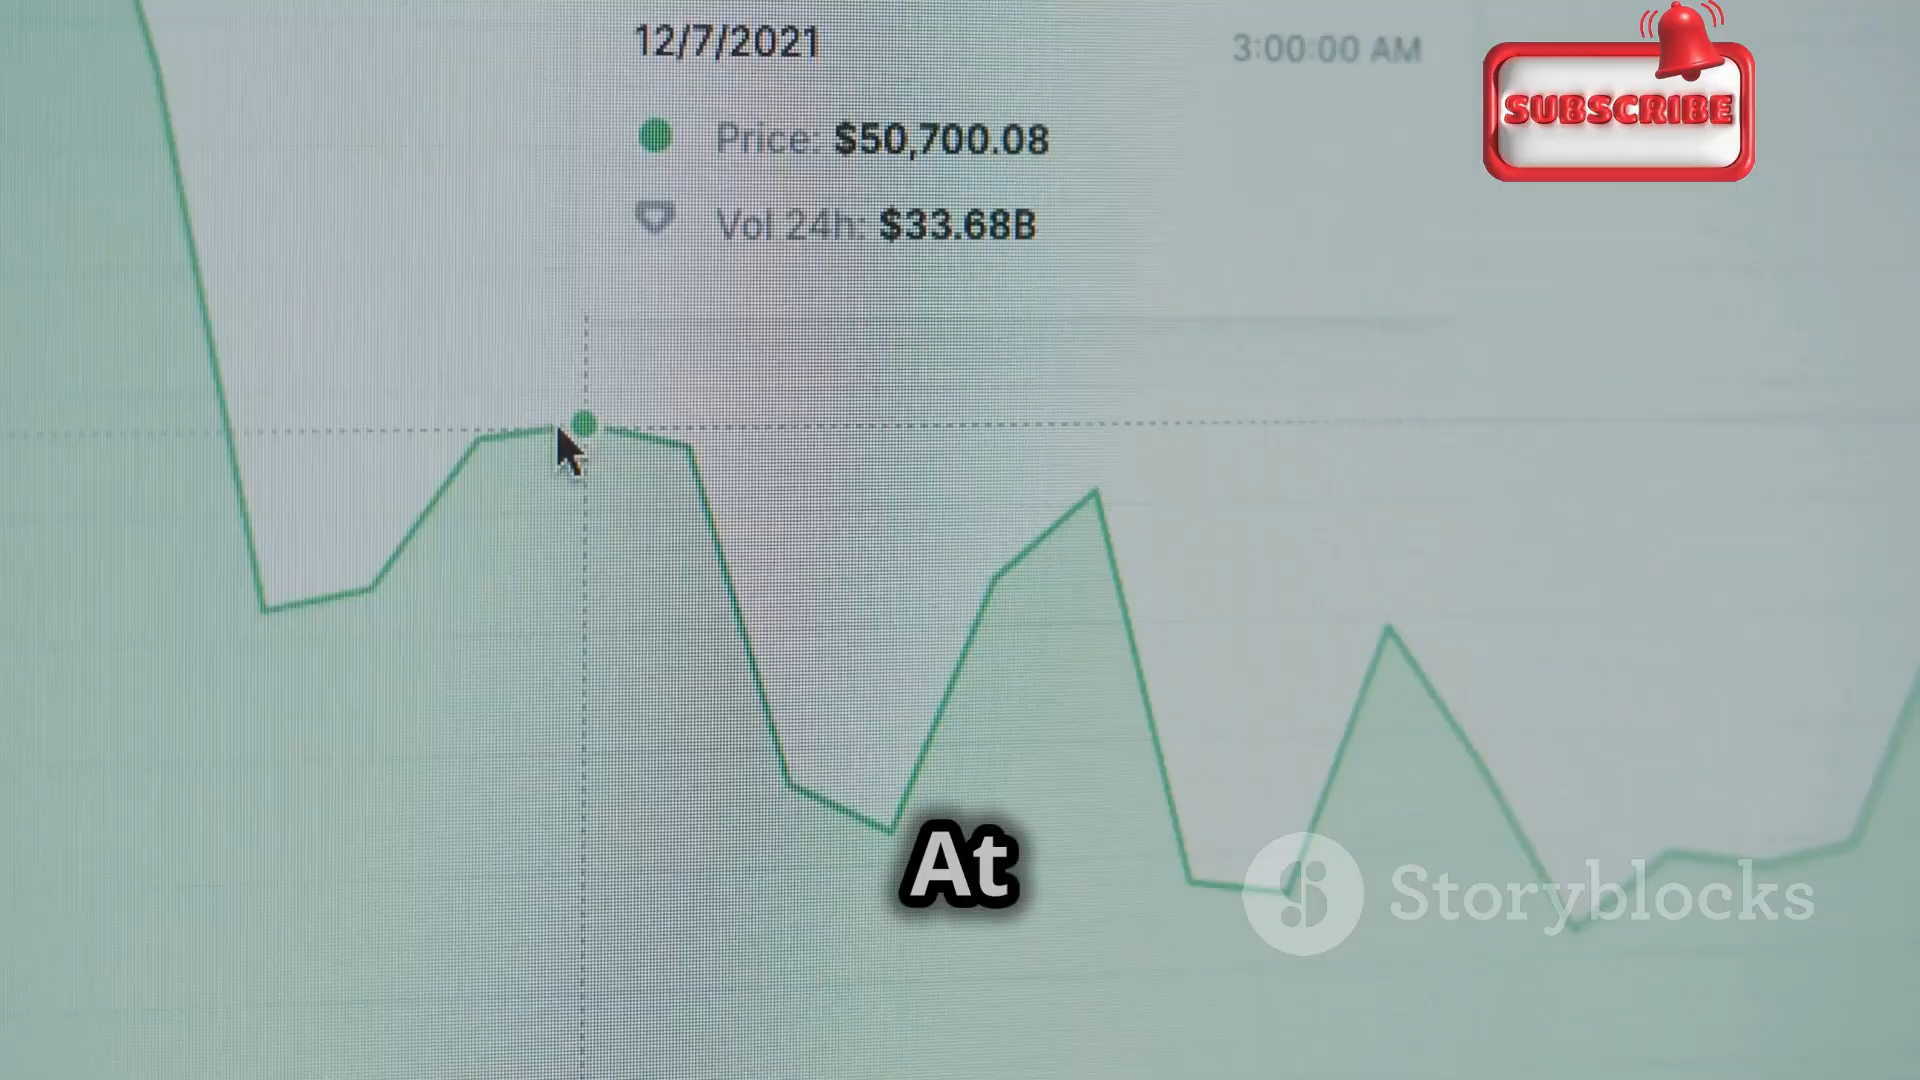 12/7/2021 3:00:00 AM
SUBSCRIBE
Price: $50,700.08
Vol 24h: $33.68B
At
Storyblocks